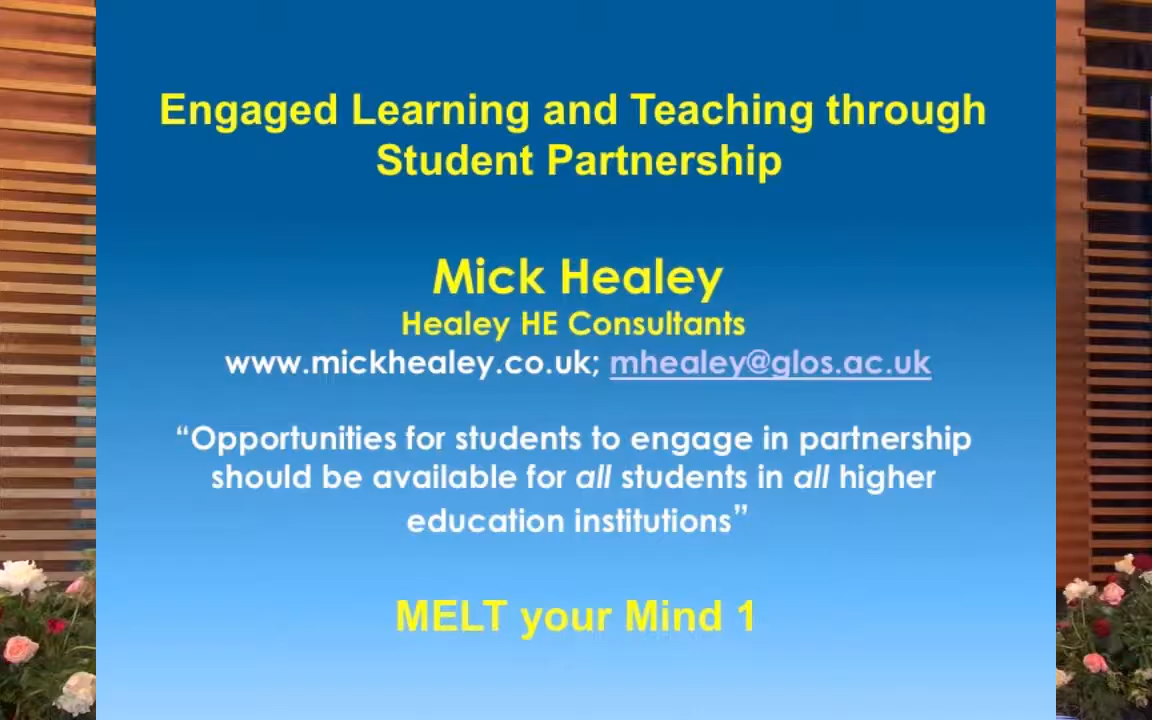 Engaged Learning and Teaching through
Student Partnership
Mick Healey
Healey HE Consultants
www.mickhealey.co.uk; mhealey@glos.ac.uk
“Opportunities for students to engage in partnership
should be available for all students in all higher
education institutions”
MELT your Mind 1